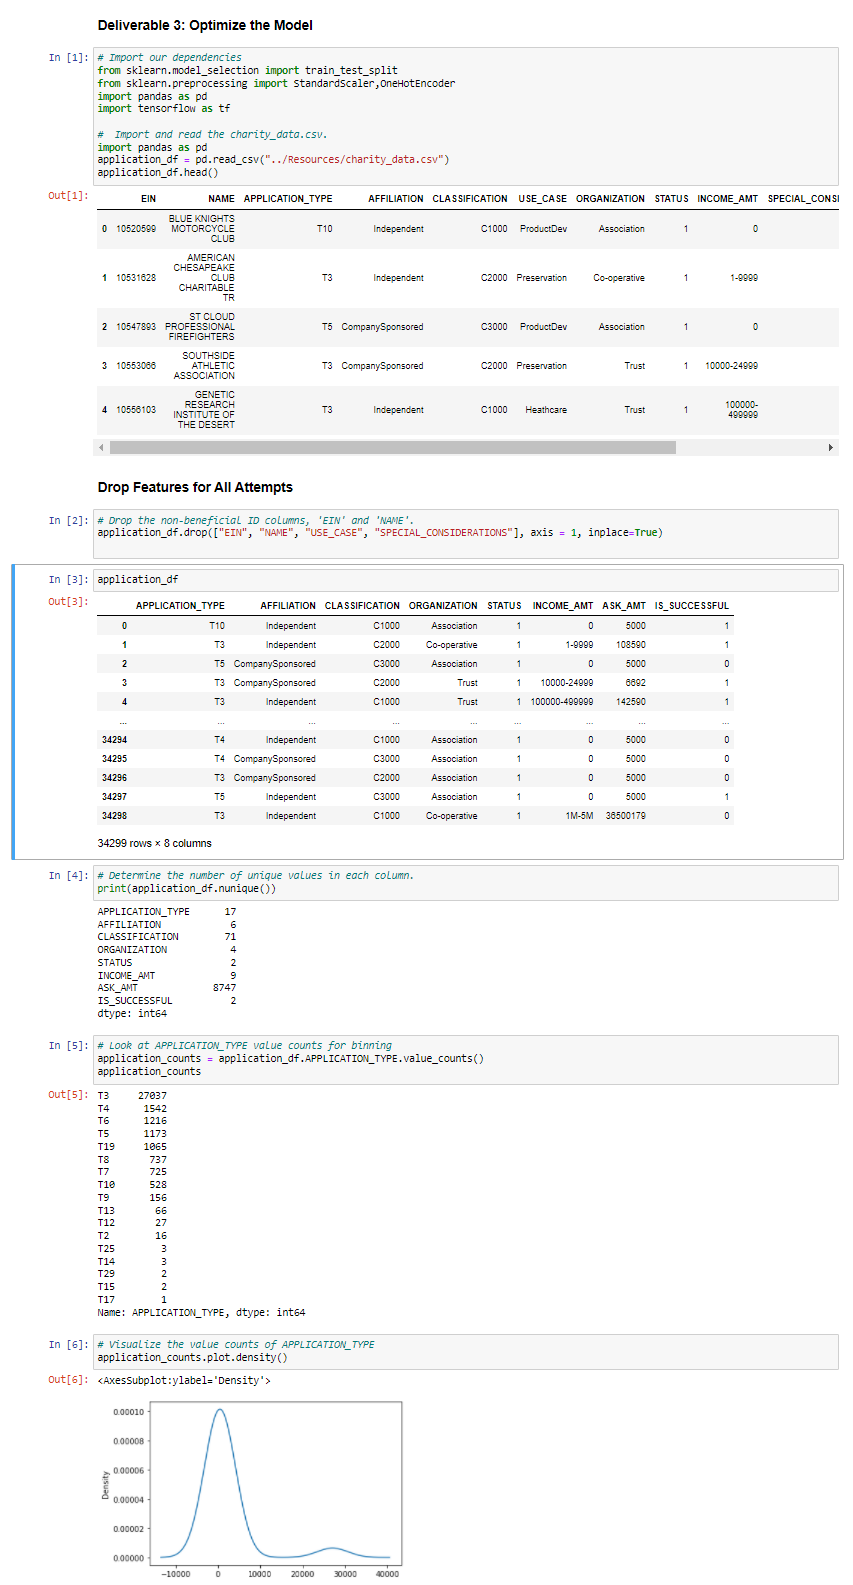 Deliverable 3: Optimize the Model
In [1]: # Import our dependencies
from sklearn.model_selection import train_test_split
from sklearn.preprocessing import StandardScaler,OneHotEncoder
import pandas as pd
import tensorflow as tf
# Import and read the charity_data.csv.
import pandas as pd
application_df = pd.read_csv("../Resources/charity_data.csv")
application_df.head()
Out[1]:
EIN NAME APPLICATION_TYPE AFFILIATION CLASSIFICATION USE_CASE ORGANIZATION STATUS INCOME_AMT SPECIAL_CONSI
BLUE KNIGHTS
0 10520599 MOTORCYCLE T10 Independent C1000 ProductDev Association 1 0
CLUB
AMERICAN
CHESAPEAKE
1 10531628 CLUB T3 Independent C2000 Preservation Co-operative 1 1-9999
CHARITABLE
TR
ST CLOUD
2 10547893 PROFESSIONAL T5 CompanySponsored C3000 ProductDev Association 1 0
FIREFIGHTERS
SOUTHSIDE
3 10553066 ATHLETIC T3 CompanySponsored C2000 Preservation Trust 1 10000-24999
ASSOCIATION
GENETIC
RESEARCH
4 10556103 INSTITUTE OF T3 Independent C1000 Heathcare Trust 1 100000-
499999
THE DESERT
Drop Features for All Attempts
In [2]: # Drop the non-beneficial ID columns, 'EIN' and 'NAME'.
application_df.drop(["EIN", "NAME", "USE_CASE", "SPECIAL_CONSIDERATIONS"], axis = 1, inplace=True)
In [3]: application_df
Out[3]:
APPLICATION_TYPE AFFILIATION CLASSIFICATION ORGANIZATION STATUS INCOME_AMT ASK_AMT IS_SUCCESSFUL
0 T10 Independent C1000 Association 1 0 5000 1
1 T3 Independent C2000 Co-operative 1 1-9999 108590 1
2 T5 CompanySponsored C3000 Association 1 0 5000 0
3 T3 CompanySponsored C2000 Trust 1 10000-24999 6692 1
4 T3 Independent C1000 Trust 1 100000-499999 142590 1
... ... ... ... ... ... ... ... ...
34294 T4 Independent C1000 Association 1 0 5000 0
34295 T4 CompanySponsored C3000 Association 1 0 5000 0
34296 T3 CompanySponsored C2000 Association 1 0 5000 0
34297 T5 Independent C3000 Association 1 0 5000 1
34298 T3 Independent C1000 Co-operative 1 1M-5M 36500179 0
34299 rows × 8 columns
In [4]: # Determine the number of unique values in each column.
print(application_df.nunique())
APPLICATION_TYPE 17
AFFILIATION 6
CLASSIFICATION 71
ORGANIZATION 4
STATUS 2
INCOME_AMT 9
ASK_AMT 8747
IS_SUCCESSFUL 2
dtype: int64
In [5]: # Look at APPLICATION_TYPE value counts for binning
application_counts = application_df.APPLICATION_TYPE.value_counts()
application_counts
Out[5]: T3 27037
T4 1542
T6 1216
T5 1173
T19 1065
T8 737
T7 725
T10 528
T9 156
T13 66
T12 27
T2 16
T25 3
T14 3
T29 2
T15 2
T17 1
Name: APPLICATION_TYPE, dtype: int64
In [6]: # Visualize the value counts of APPLICATION_TYPE
application_counts.plot.density()
Out[6]: <AxesSubplot:ylabel='Density'>
0.00010
0.00008
0.00006
0.00004
0.00002
0.00000
Density
−10000 0 10000 20000 30000 40000